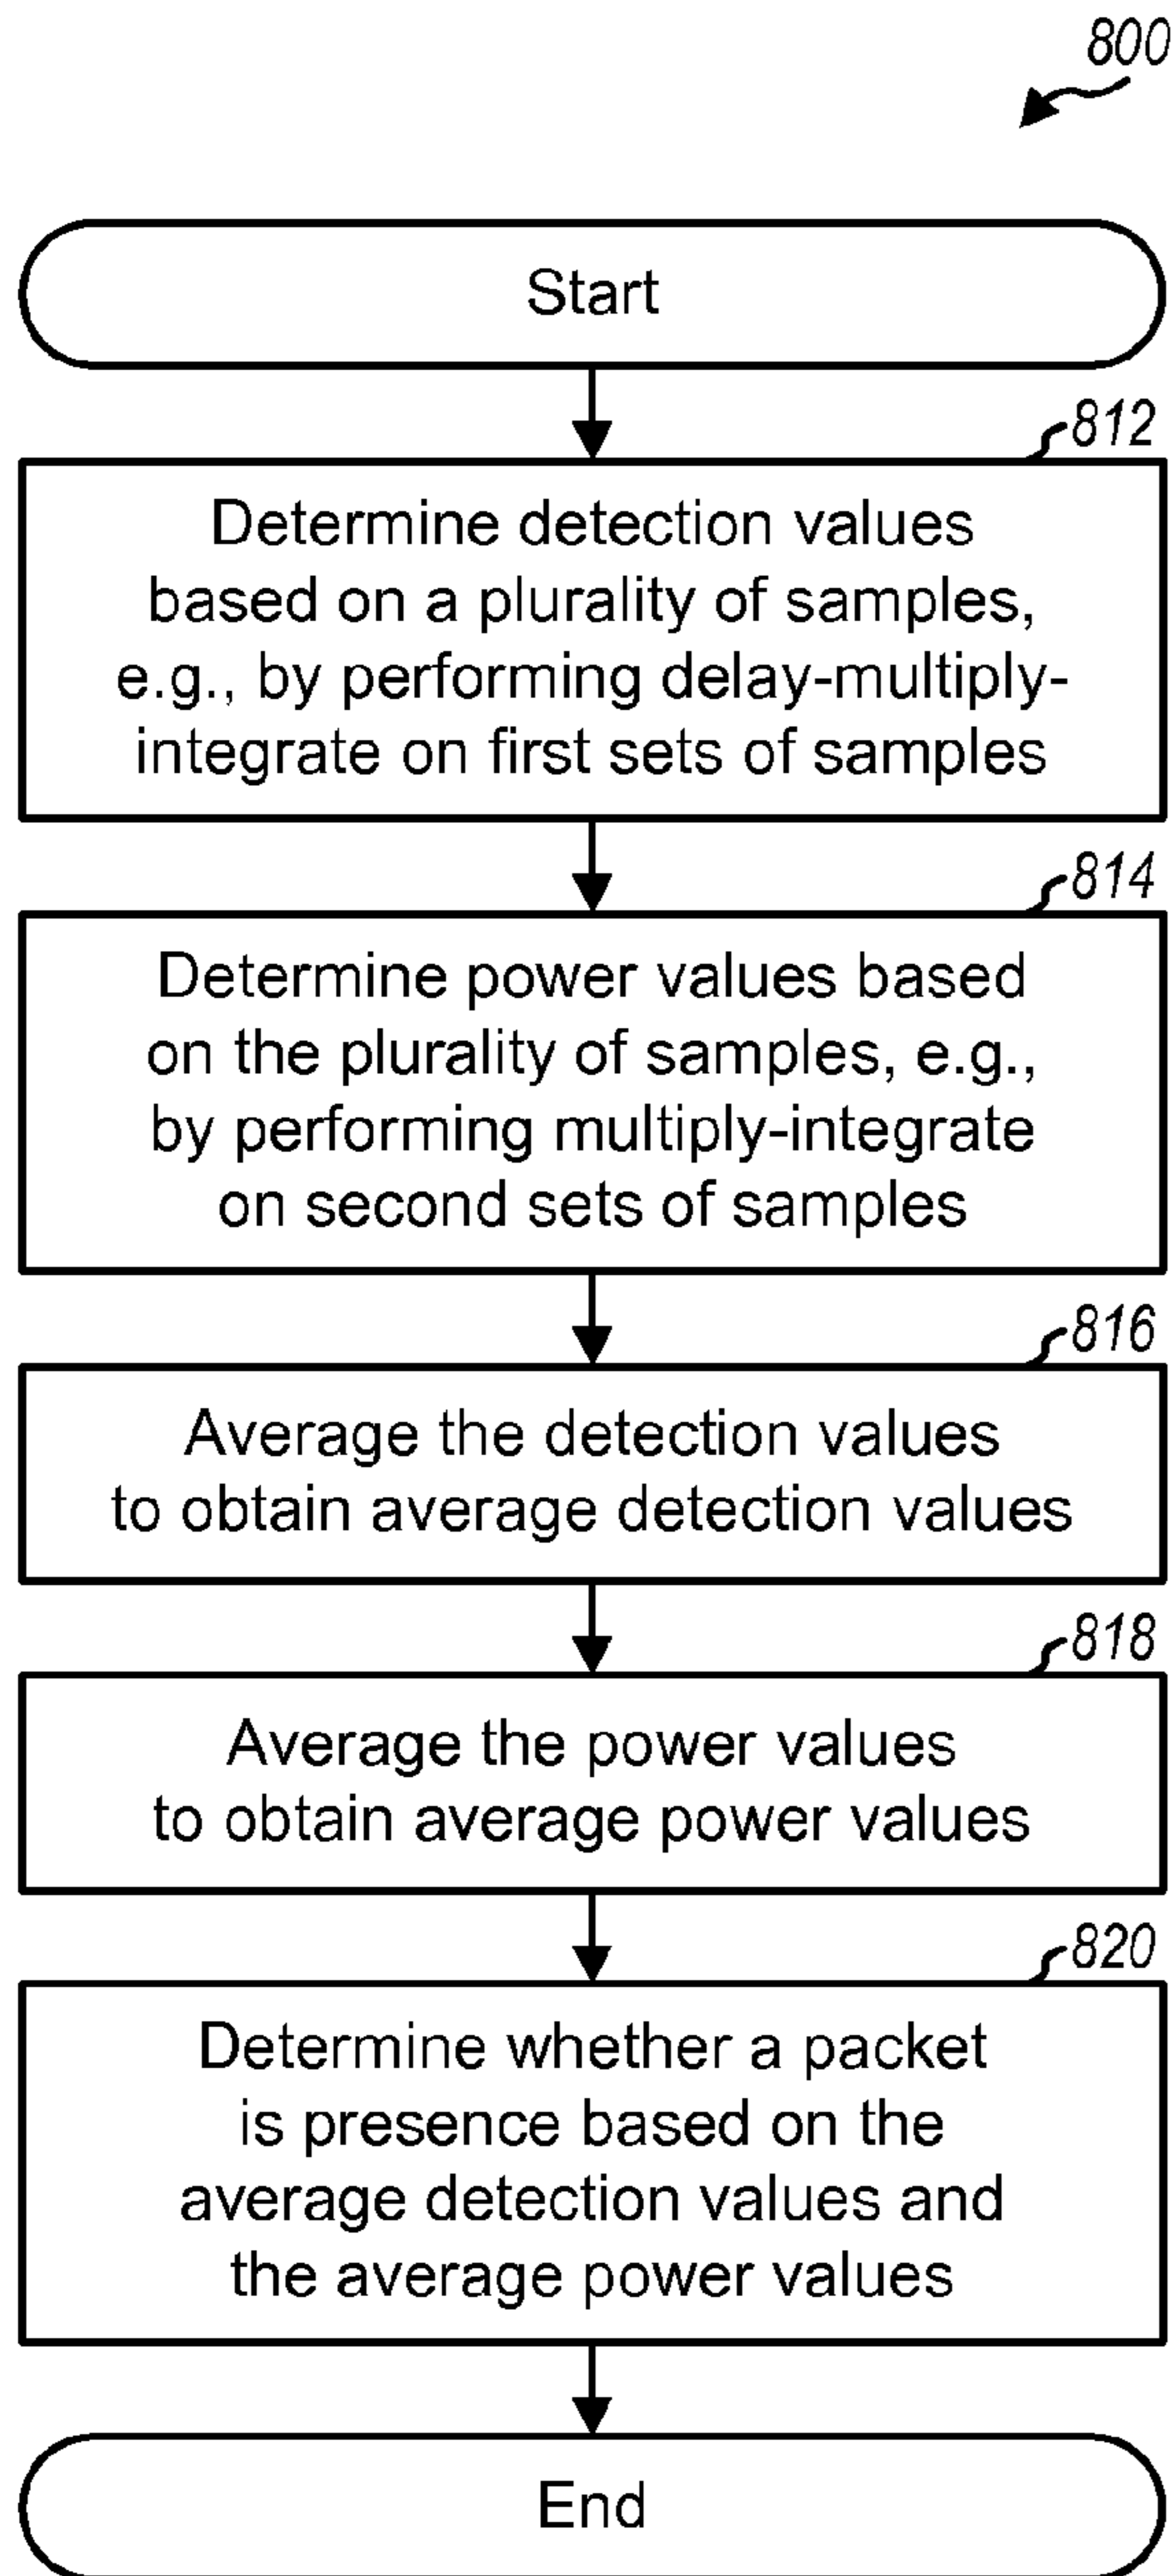 800
Start
812
Determine detection values
based on a plurality of samples,
e.g., by performing delay-multiply-
integrate on first sets of samples
814
Determine power values based
on the plurality of samples, e.g.,
by performing multiply-integrate
on second sets of samples
816
Average the detection values
to obtain average detection values
818
Average the power values
to obtain average power values
820
Determine whether a packet
is presence based on the
average detection values and
the average power values
End